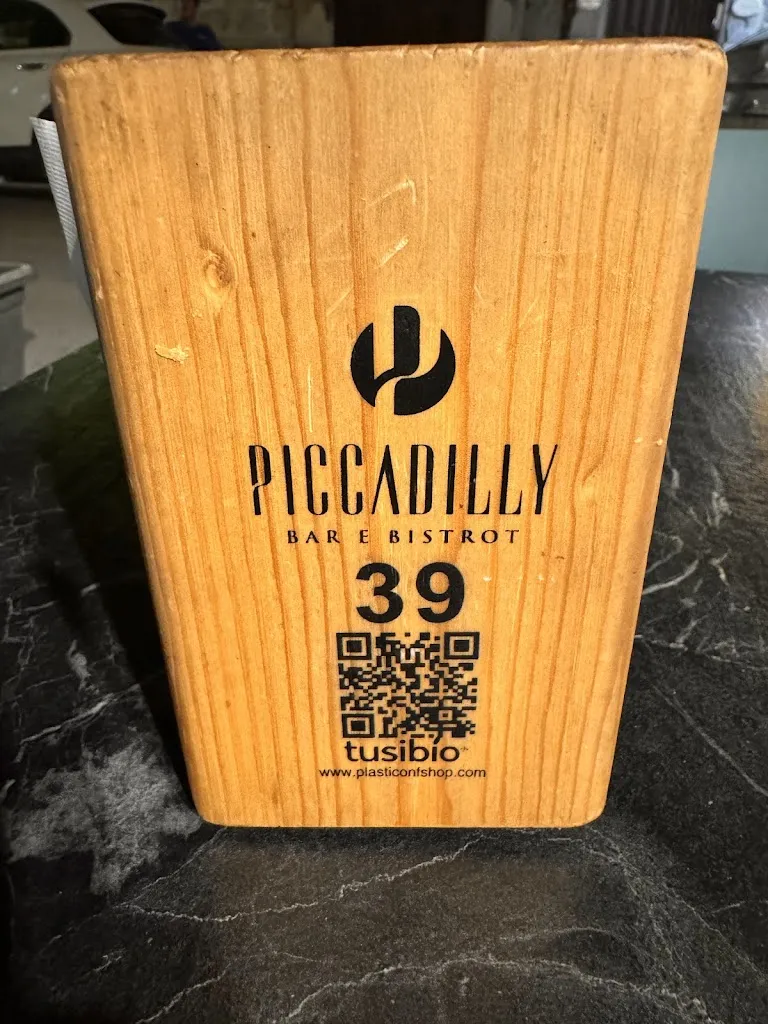 PICCADILLY
BAR E BISTROT
39
tusibio
www.plasticonfshop.com